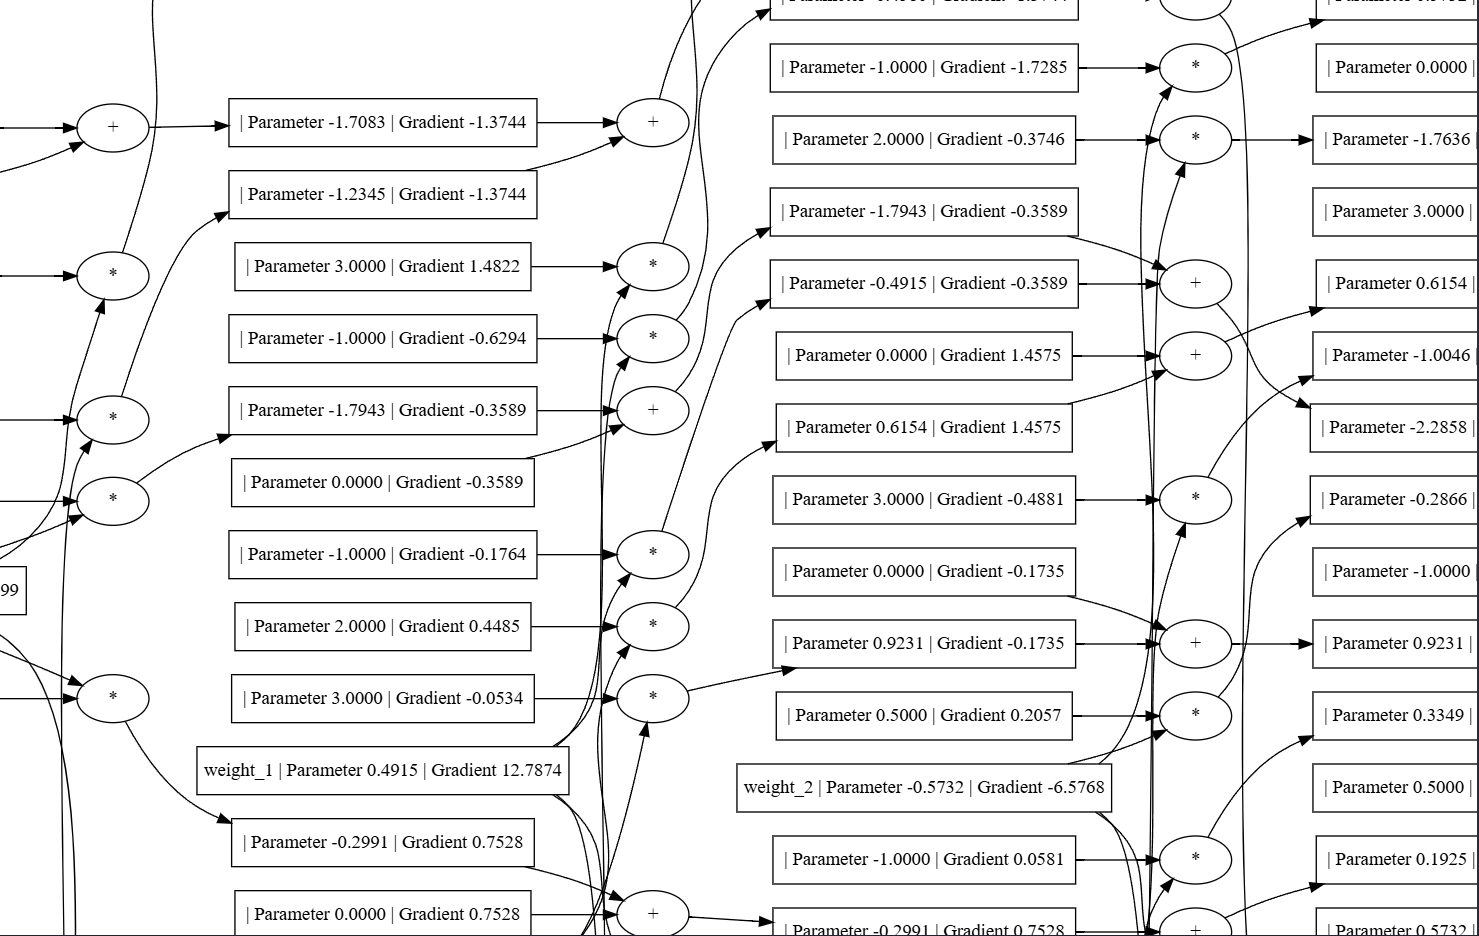 +
*
*
*
99
*
| Parameter -1.7083 | Gradient -1.3744
| Parameter -1.2345 | Gradient -1.3744
| Parameter 3.0000 | Gradient 1.4822
| Parameter -1.0000 | Gradient -0.6294
| Parameter -1.7943 | Gradient -0.3589
| Parameter 0.0000 | Gradient -0.3589
| Parameter -1.0000 | Gradient -0.1764
| Parameter 2.0000 | Gradient 0.4485
| Parameter 3.0000 | Gradient -0.0534
weight_1 | Parameter 0.4915 | Gradient 12.7874
| Parameter -0.2991 | Gradient 0.7528
| Parameter 0.0000 | Gradient 0.7528
+
*
*
+
*
*
*
+
| Parameter -1.0000 | Gradient -1.7285
| Parameter 2.0000 | Gradient -0.3746
| Parameter -1.7943 | Gradient -0.3589
| Parameter -0.4915 | Gradient -0.3589
| Parameter 0.0000 | Gradient 1.4575
| Parameter 0.6154 | Gradient 1.4575
| Parameter 3.0000 | Gradient -0.4881
| Parameter 0.0000 | Gradient -0.1735
| Parameter 0.9231 | Gradient -0.1735
| Parameter 0.5000 | Gradient 0.2057
weight_2 | Parameter -0.5732 | Gradient -6.5768
| Parameter -1.0000 | Gradient 0.0581
| Parameter -0.2991 | Gradient 0.7528
*
*
+
+
*
+
*
*
+
| Parameter 0.0000 |
| Parameter -1.7636
| Parameter 3.0000 |
| Parameter 0.6154 |
| Parameter -1.0046
| Parameter -2.2858
| Parameter -0.2866
| Parameter -1.0000
| Parameter 0.9231 |
| Parameter 0.3349 |
| Parameter 0.5000 |
| Parameter 0.1925 |
| Parameter 0.5732